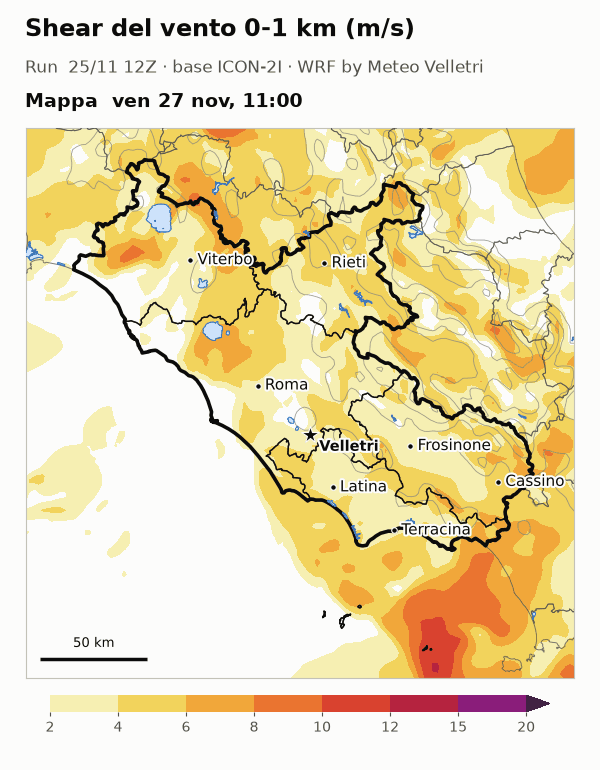 Shear del vento 0-1 km (m/s)
Run  25/11 12Z · base ICON-2I · WRF by Meteo Velletri
Mappa  ven 27 nov, 11:00
Viterbo
Rieti
Roma
Velletri
Frosinone
Cassino
Latina
Terracina
50 km
2 4 6 8 10 12 15 20